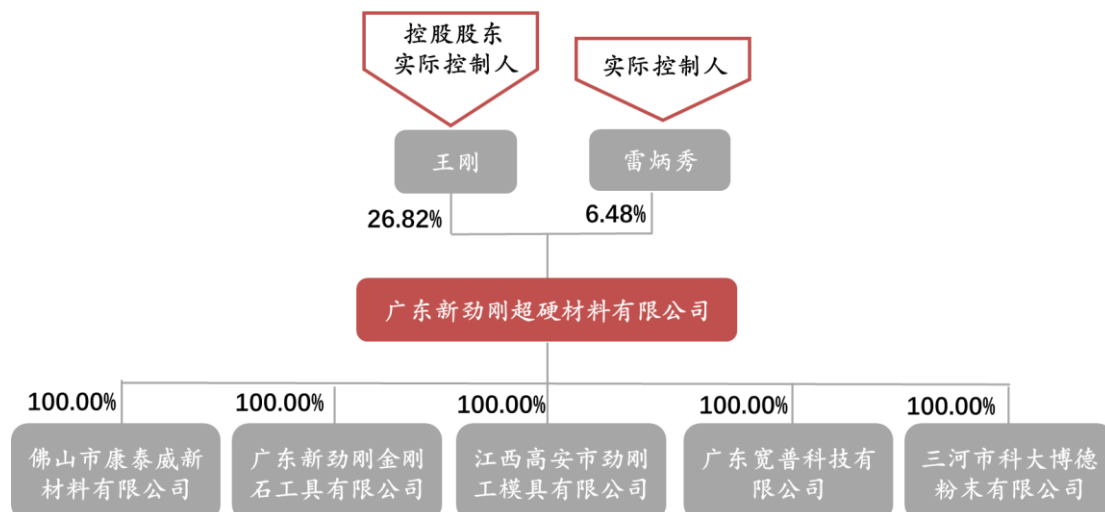 控股股东
实际控制人
实际控制人
王刚
雷炳秀
26.82%
6.48%
广东新劲刚超硬材料有限公司
100.00%
100.00%
100.00%
100.00%
100.00%
佛山市康泰威新
材料有限公司
广东新劲刚金刚
石工具有限公司
江西高安市劲刚
工模具有限公司
广东宽普科技有
限公司
三河市科大博德
粉末有限公司